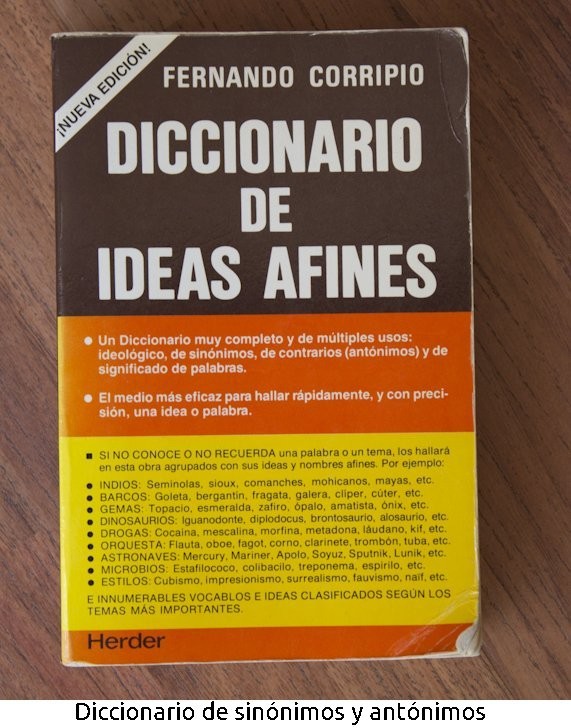 ¡NUEVA EDICIÓN!
FERNANDO CORRIPIO
DICCIONARIO
DE
IDEAS AFINES
● Un Diccionario muy completo y de múltiples usos:
ideológico, de sinónimos, de contrarios (antónimos) y de
significado de palabras.
● El medio más eficaz para hallar rápidamente, y con preci-
sión, una idea o palabra.
■ SI NO CONOCE O NO RECUERDA una palabra o un tema, los hallará
en esta obra agrupados con sus ideas y nombres afines. Por ejemplo:
● INDIOS: Seminolas, sioux, comanches, mohicanos, mayas, etc.
● BARCOS: Goleta, bergantín, fragata, galera, clíper, cúter, etc.
● GEMAS: Topacio, esmeralda, zafiro, ópalo, amatista, ónix, etc.
● DINOSAURIOS: Iguanodonte, diplodocus, brontosaurio, alosaurio, etc.
● DROGAS: Cocaína, mescalina, morfina, metadona, láudano, kif, etc.
● ORQUESTA: Flauta, oboe, fagot, corno, clarinete, trombón, tuba, etc.
● ASTRONAVES: Mercury, Mariner, Apolo, Soyuz, Sputnik, Lunik, etc.
● MICROBIOS: Estafilococo, colibacilo, treponema, espirilo, etc.
● ESTILOS: Cubismo, impresionismo, surrealismo, fauvismo, naïf, etc.
E INNUMERABLES VOCABLOS E IDEAS CLASIFICADOS SEGÚN LOS
TEMAS MÁS IMPORTANTES.
Herder
Diccionario de sinónimos y antónimos